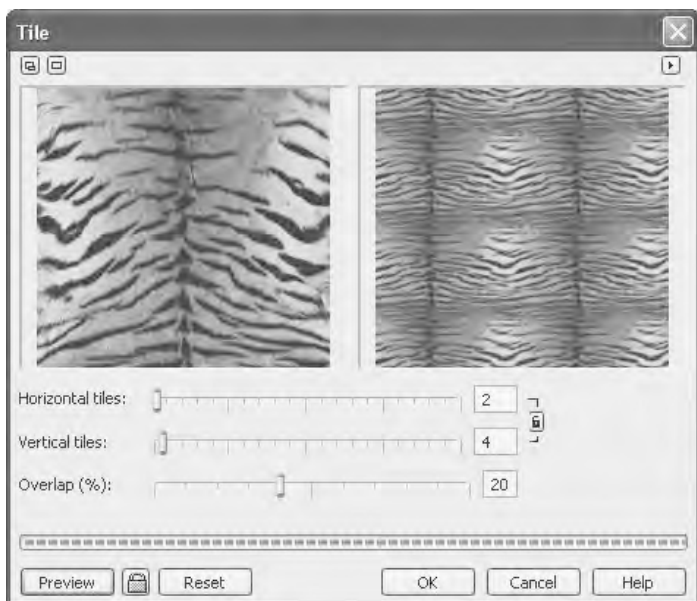 Tile
Horizontal tiles: 2
Vertical tiles: 4
Overlap (%): 20
Preview Reset OK Cancel Help